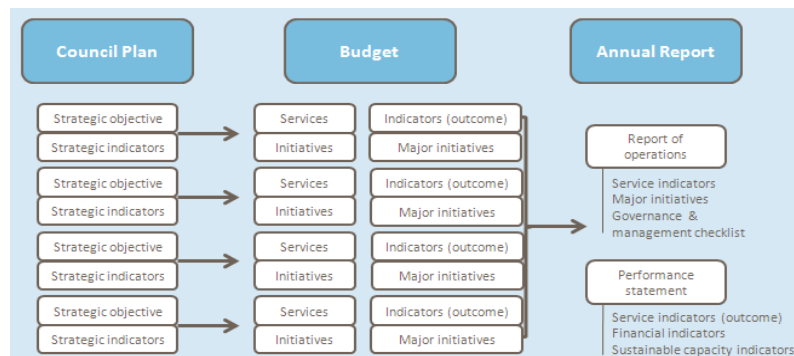 Council Plan
Budget
Annual Report
Strategic objective
Strategic indicators
Services
Initiatives
Indicators (outcome)
Major initiatives
Strategic objective
Strategic indicators
Services
Initiatives
Indicators (outcome)
Major initiatives
Strategic objective
Strategic indicators
Services
Initiatives
Indicators (outcome)
Major initiatives
Strategic objective
Strategic indicators
Services
Initiatives
Indicators (outcome)
Major initiatives
Report of
operations
Service indicators
Major initiatives
Governance &
management checklist
Performance
statement
Service indicators (outcome)
Financial indicators
Sustainable capacity indicators